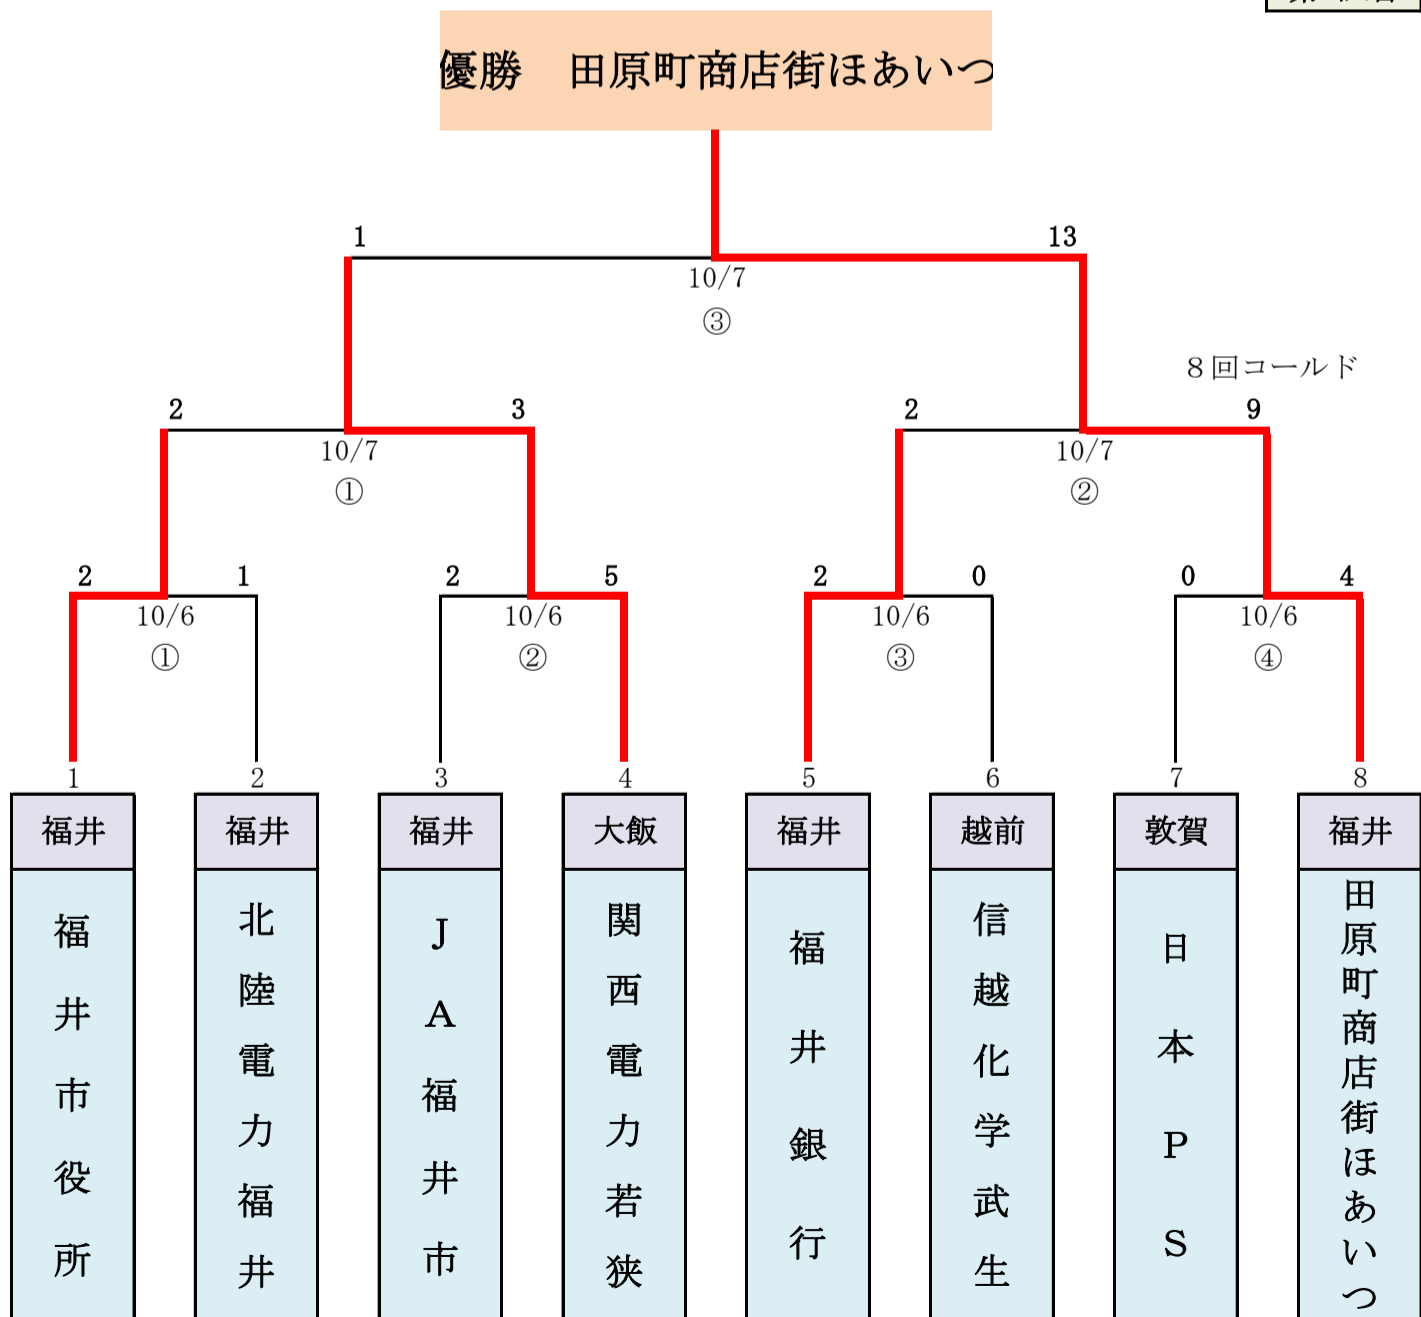 優勝　田原町商店街ほあいつ
1
13
10/7
③
８回コールド
2
3
2
9
10/7
10/7
①
②
2
1
2
5
2
0
0
4
10/6
10/6
10/6
10/6
①
②
③
④
1
2
3
4
5
6
7
8
福井
福井
福井
大飯
福井
越前
敦賀
福井
福井市役所
北陸電力福井
JA福井市
関西電力若狭
福井銀行
信越化学武生
日本PS
田原町商店街ほあいつ